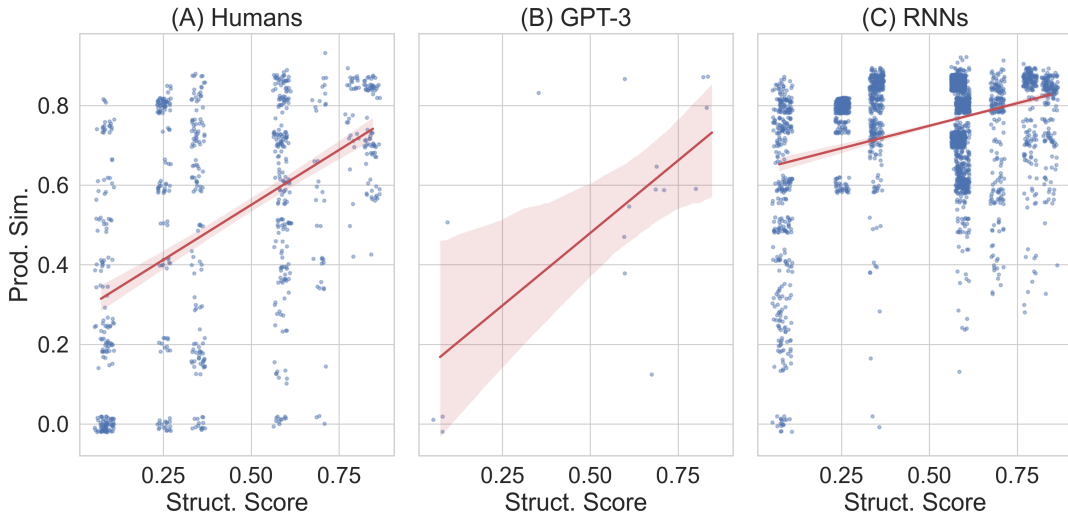 (A) Humans
(B) GPT-3
(C) RNNs
Prod. Sim.
0.8
0.6
0.4
0.2
0.0
0.25 0.50 0.75
0.25 0.50 0.75
0.25 0.50 0.75
Struct. Score
Struct. Score
Struct. Score